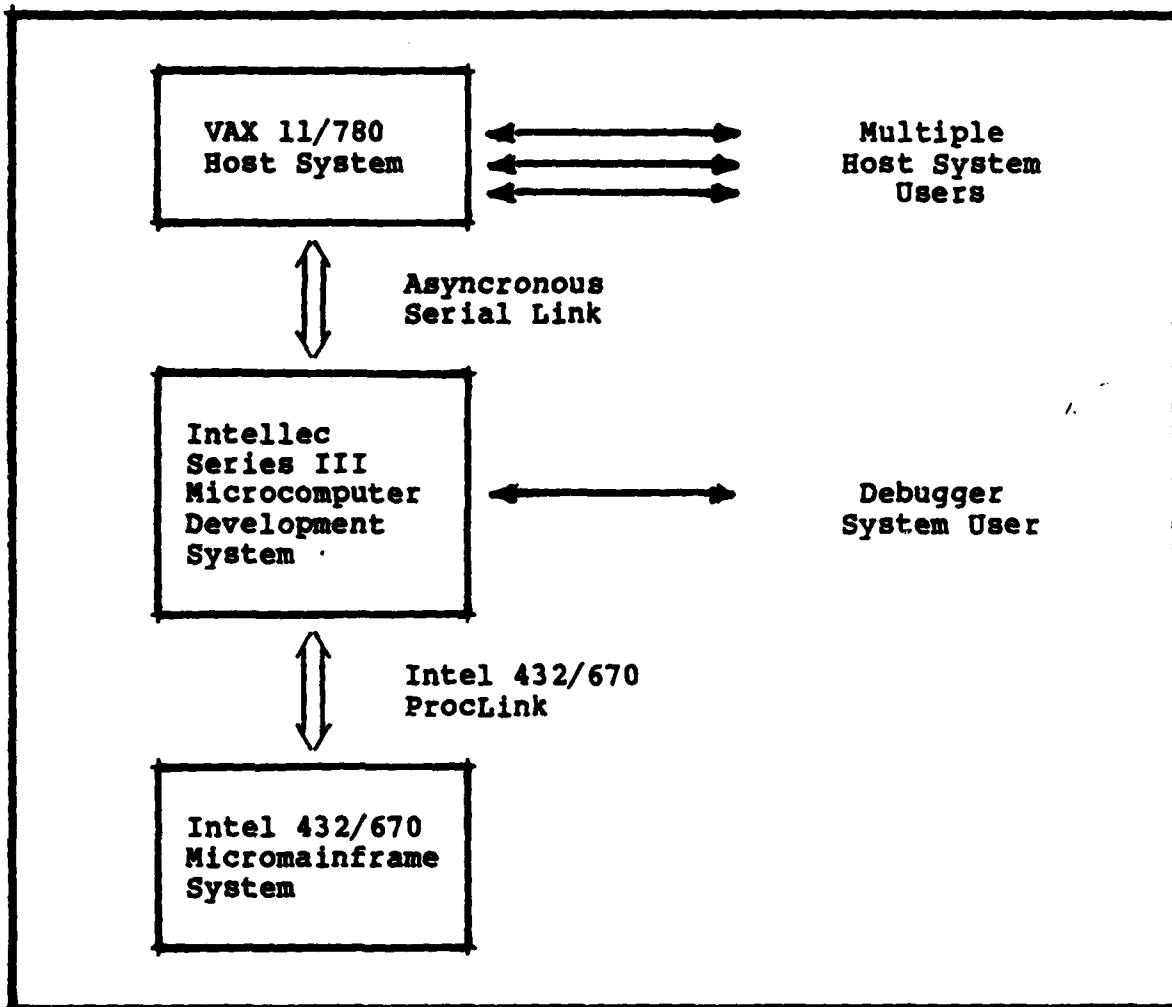 VAX 11/780
Host System
Multiple
Host System
Users
Asyncronous
Serial Link
Intellec
Series III
Microcomputer
Development
System
Debugger
System User
Intel 432/670
ProcLink
Intel 432/670
Micromainframe
System